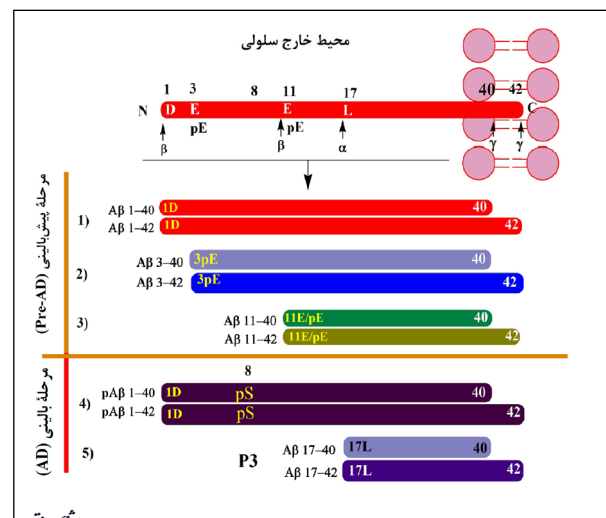 محیط خارج سلولی
1 3 8 11 17 40 42
N D E E L C
pE pE
β β α γ γ
مرحلهٔ پیش‌بالینی (Pre-AD)
1) Aβ 1–40 1D 40
Aβ 1–42 1D 42
2) Aβ 3–40 3pE 40
Aβ 3–42 3pE 42
3) Aβ 11–40 11E/pE 40
Aβ 11–42 11E/pE 42
مرحلهٔ بالینی (AD)
8
4) pAβ 1–40 1D pS 40
pAβ 1–42 1D pS 42
5) P3 Aβ 17-40 17L 40
Aβ 17-42 17L 42